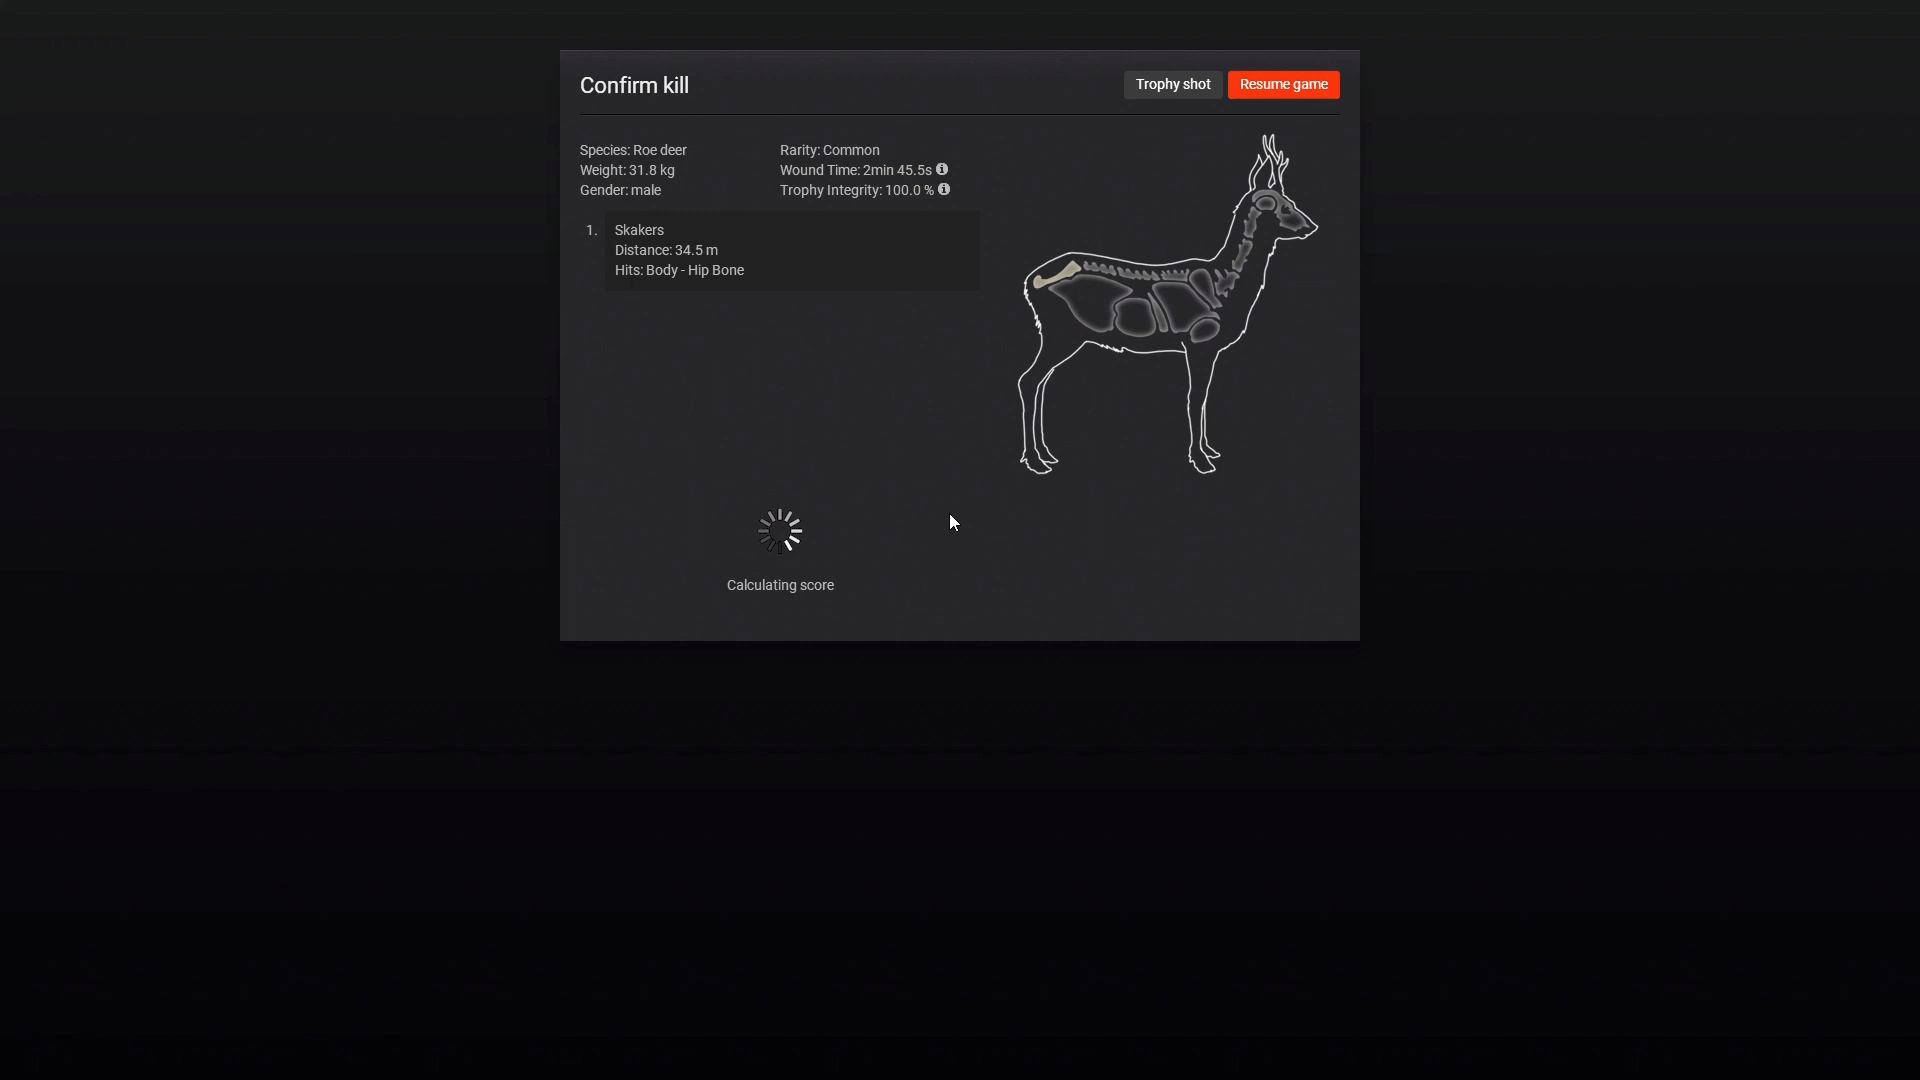 Confirm kill
Trophy shot
Resume game
Species: Roe deer
Weight: 31.8 kg
Gender: male
Rarity: Common
Wound Time: 2min 45.5s
Trophy Integrity: 100.0 %
1.
Skakers
Distance: 34.5 m
Hits: Body - Hip Bone
Calculating score